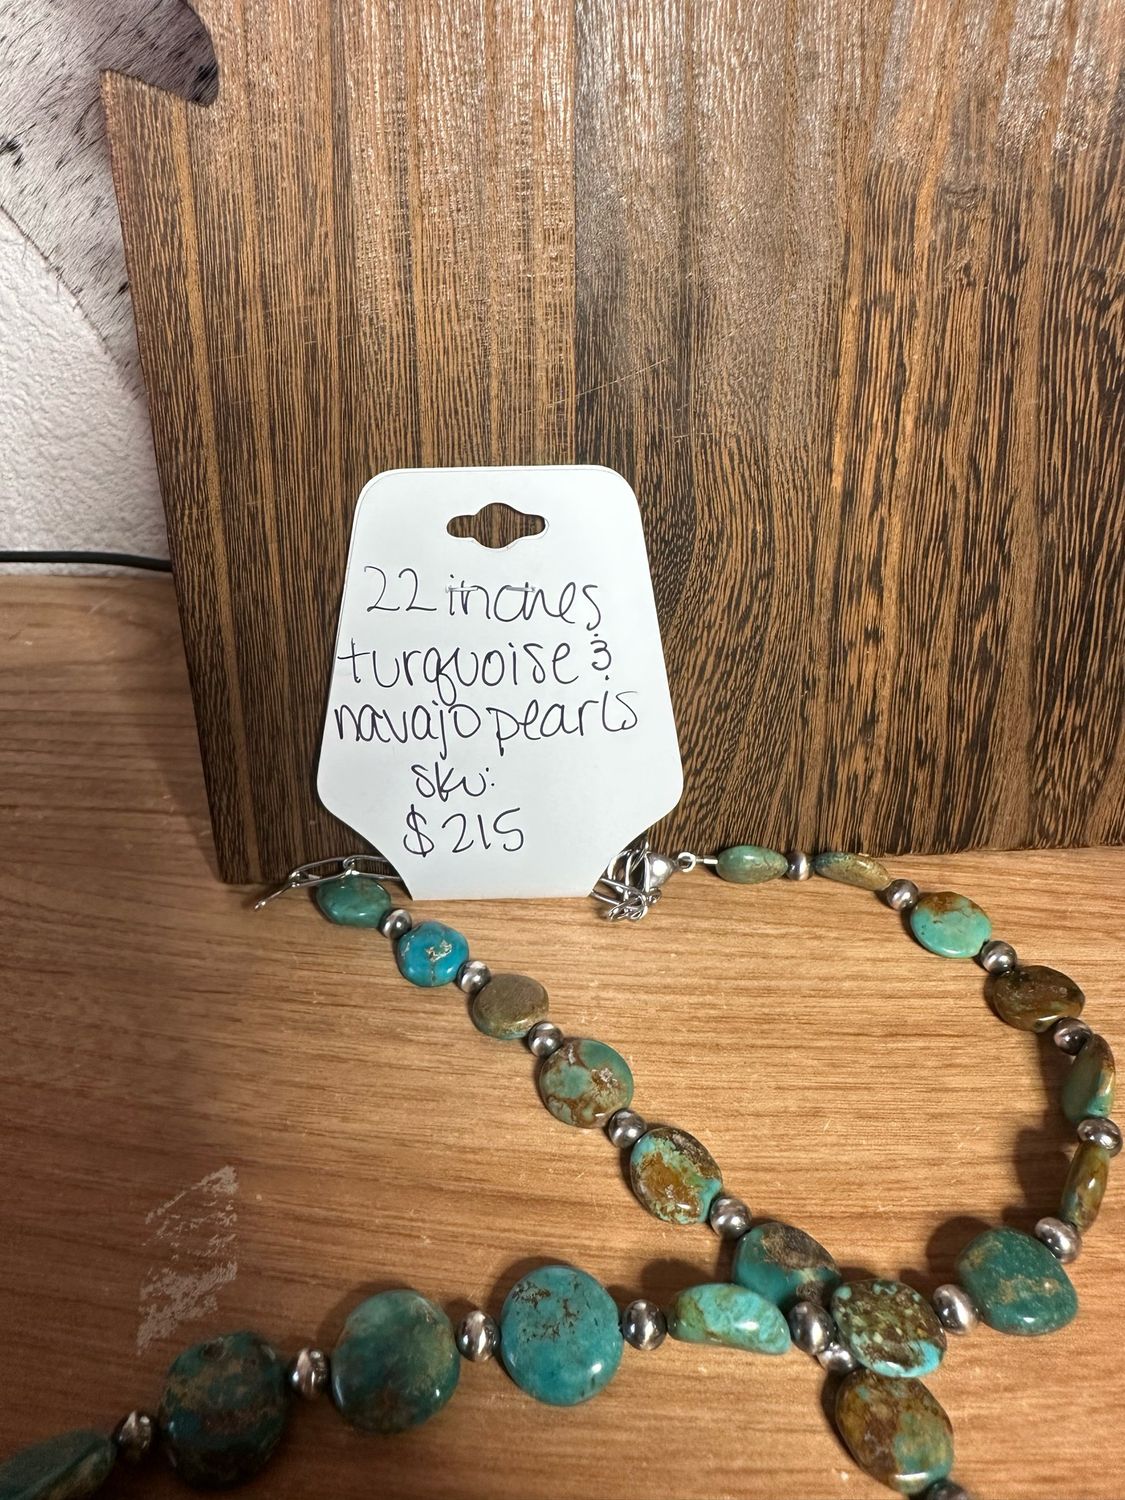 22 inches
turquoise &
navajo pearls
sku:
$215